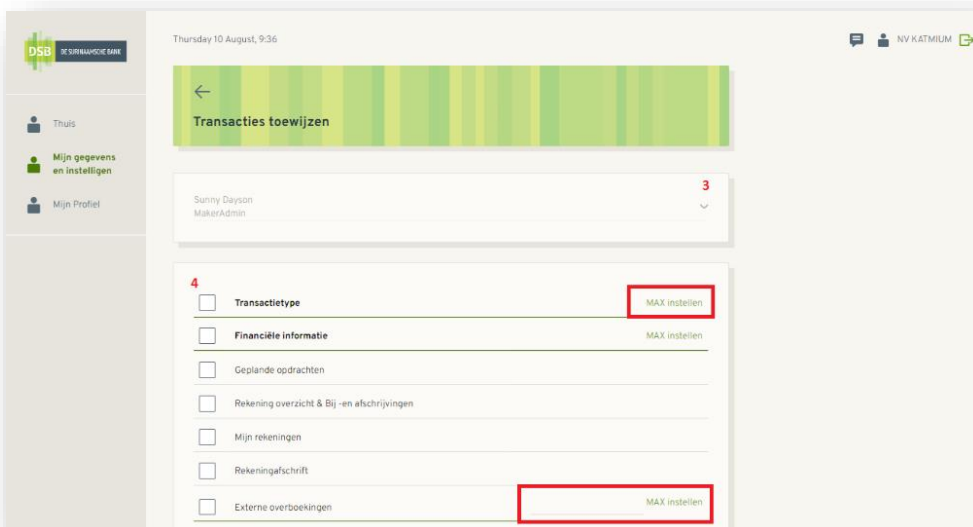 DSB DE SURINAAMSCHE BANK
Thursday 10 August, 9:36
NV KATMIUM
Thuis
Mijn gegevens
en instelligen
Mijn Profiel
Transacties toewijzen
3
Sunny Dayson
MakerAdmin
4
Transactietype MAX instellen
Financiële informatie MAX instellen
Geplande opdrachten
Rekening overzicht & Bij -en afschrijvingen
Mijn rekeningen
Rekeningafschrift
Externe overboekingen MAX instellen